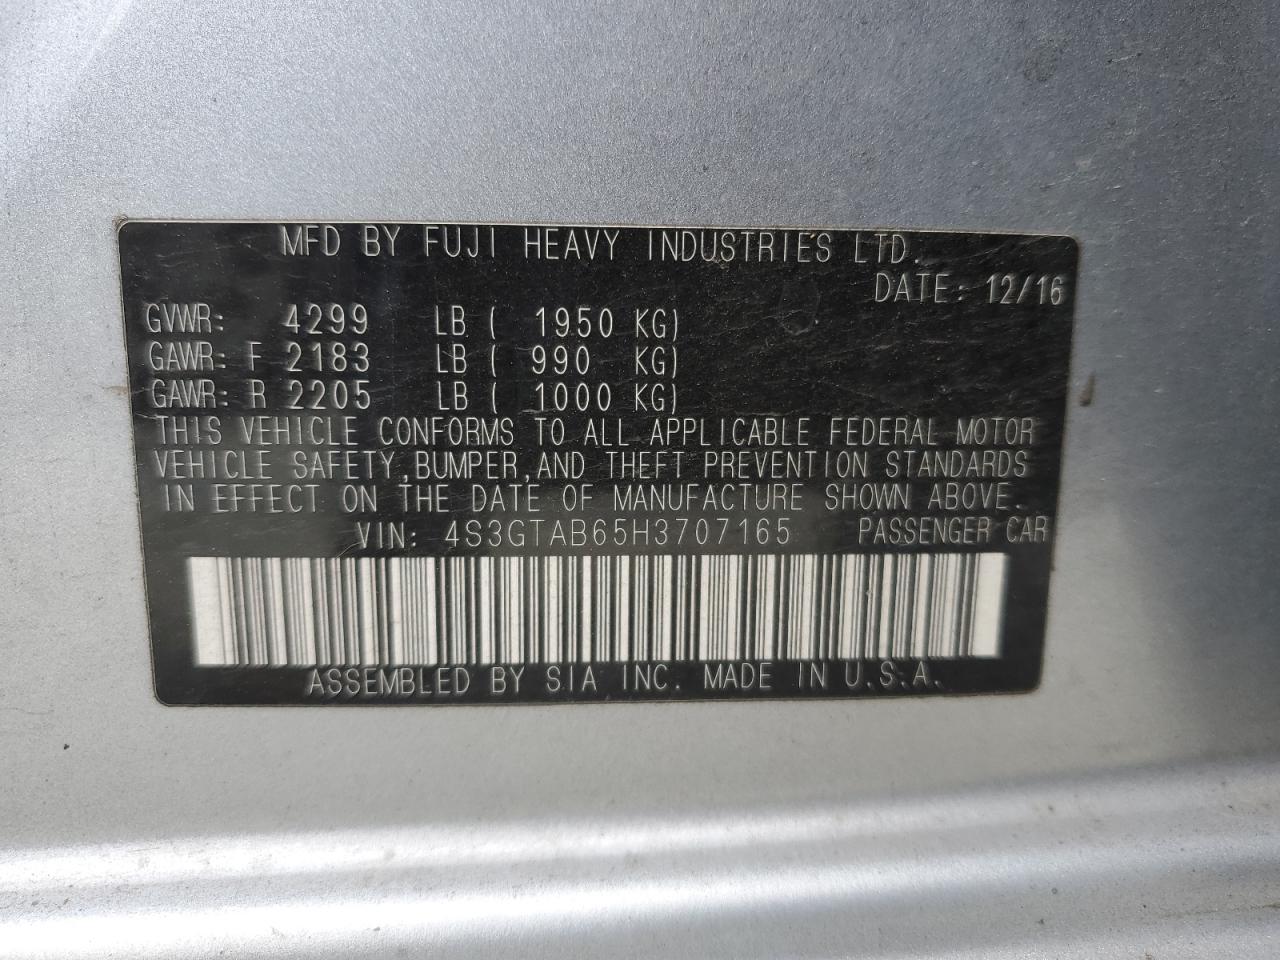 MFD BY FUJI HEAVY INDUSTRIES LTD.
DATE: 12/16
GVWR: 4299 LB ( 1950 KG)
GAWR: F 2183 LB ( 990 KG)
GAWR: R 2205 LB ( 1000 KG)
THIS VEHICLE CONFORMS TO ALL APPLICABLE FEDERAL MOTOR
VEHICLE SAFETY,BUMPER,AND THEFT PREVENTION STANDARDS
IN EFFECT ON THE DATE OF MANUFACTURE SHOWN ABOVE.
VIN: 4S3GTAB65H3707165 PASSENGER CAR
ASSEMBLED BY S.I.A INC. MADE IN U.S.A.